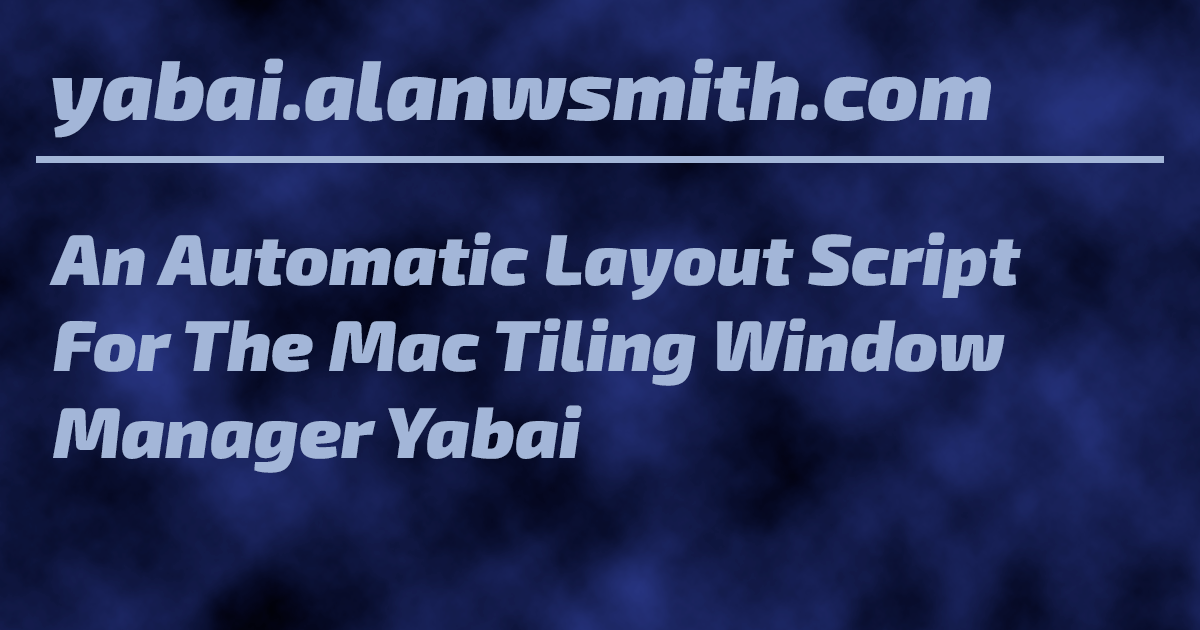 yabai.alanwsmith.com
An Automatic Layout Script
For The Mac Tiling Window
Manager Yabai